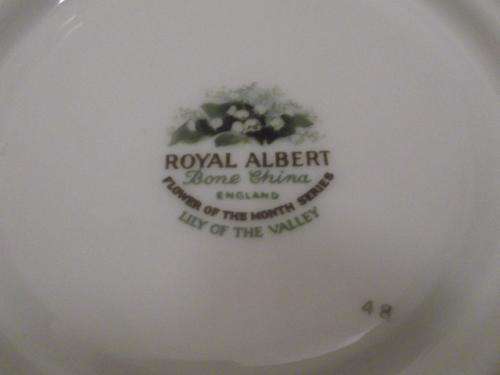 ROYAL ALBERT
Bone China
ENGLAND
FLOWER OF THE MONTH SERIES
LILY OF THE VALLEY
48